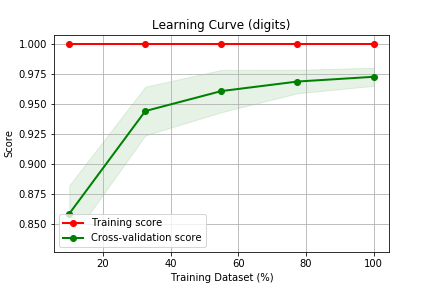 Learning Curve (digits)
Score
1.000
0.975
0.950
0.925
0.900
0.875
0.850
Training score
Cross-validation score
20
40
60
80
100
Training Dataset (%)